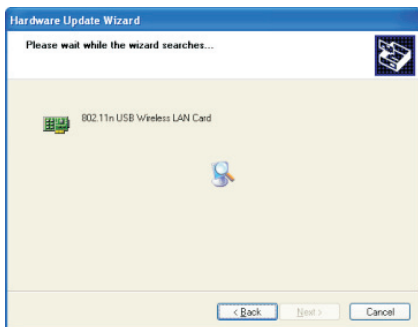 Hardware Update Wizard
Please wait while the wizard searches...
802.11n USB Wireless LAN Card
< Back Next > Cancel